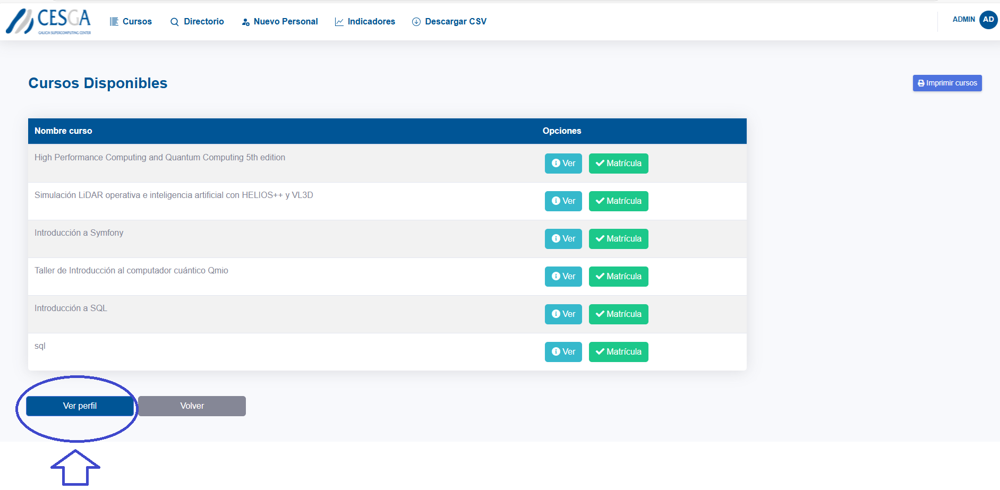 CESGA
GALICIA SUPERCOMPUTING CENTER
Cursos
Directorio
Nuevo Personal
Indicadores
Descargar CSV
ADMIN
AD
Cursos Disponibles
Imprimir cursos
Nombre curso
Opciones
High Performance Computing and Quantum Computing 5th edition
Ver
Matrícula
Simulación LiDAR operativa e inteligencia artificial con HELIOS++ y VL3D
Ver
Matrícula
Introducción a Symfony
Ver
Matrícula
Taller de Introducción al computador cuántico Qmio
Ver
Matrícula
Introducción a SQL
Ver
Matrícula
sql
Ver
Matrícula
Ver perfil
Volver